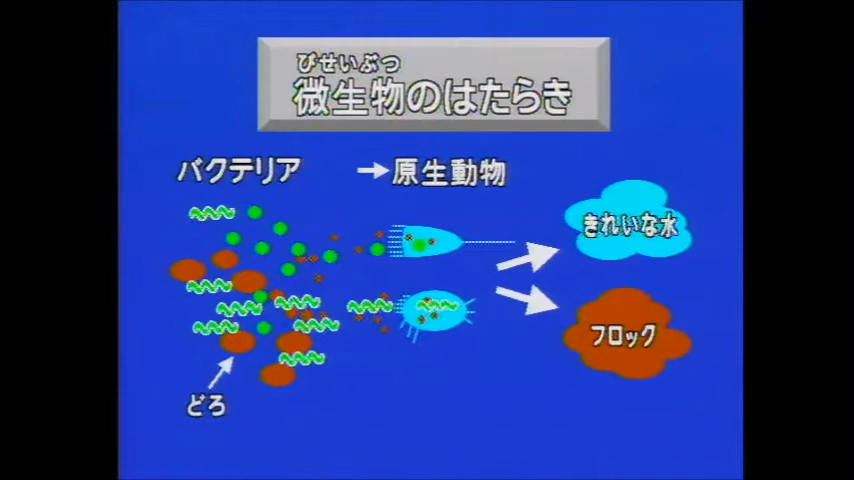 びせいぶつ
微生物のはたらき
バクテリア
→原生動物
きれいな水
フロック
どろ